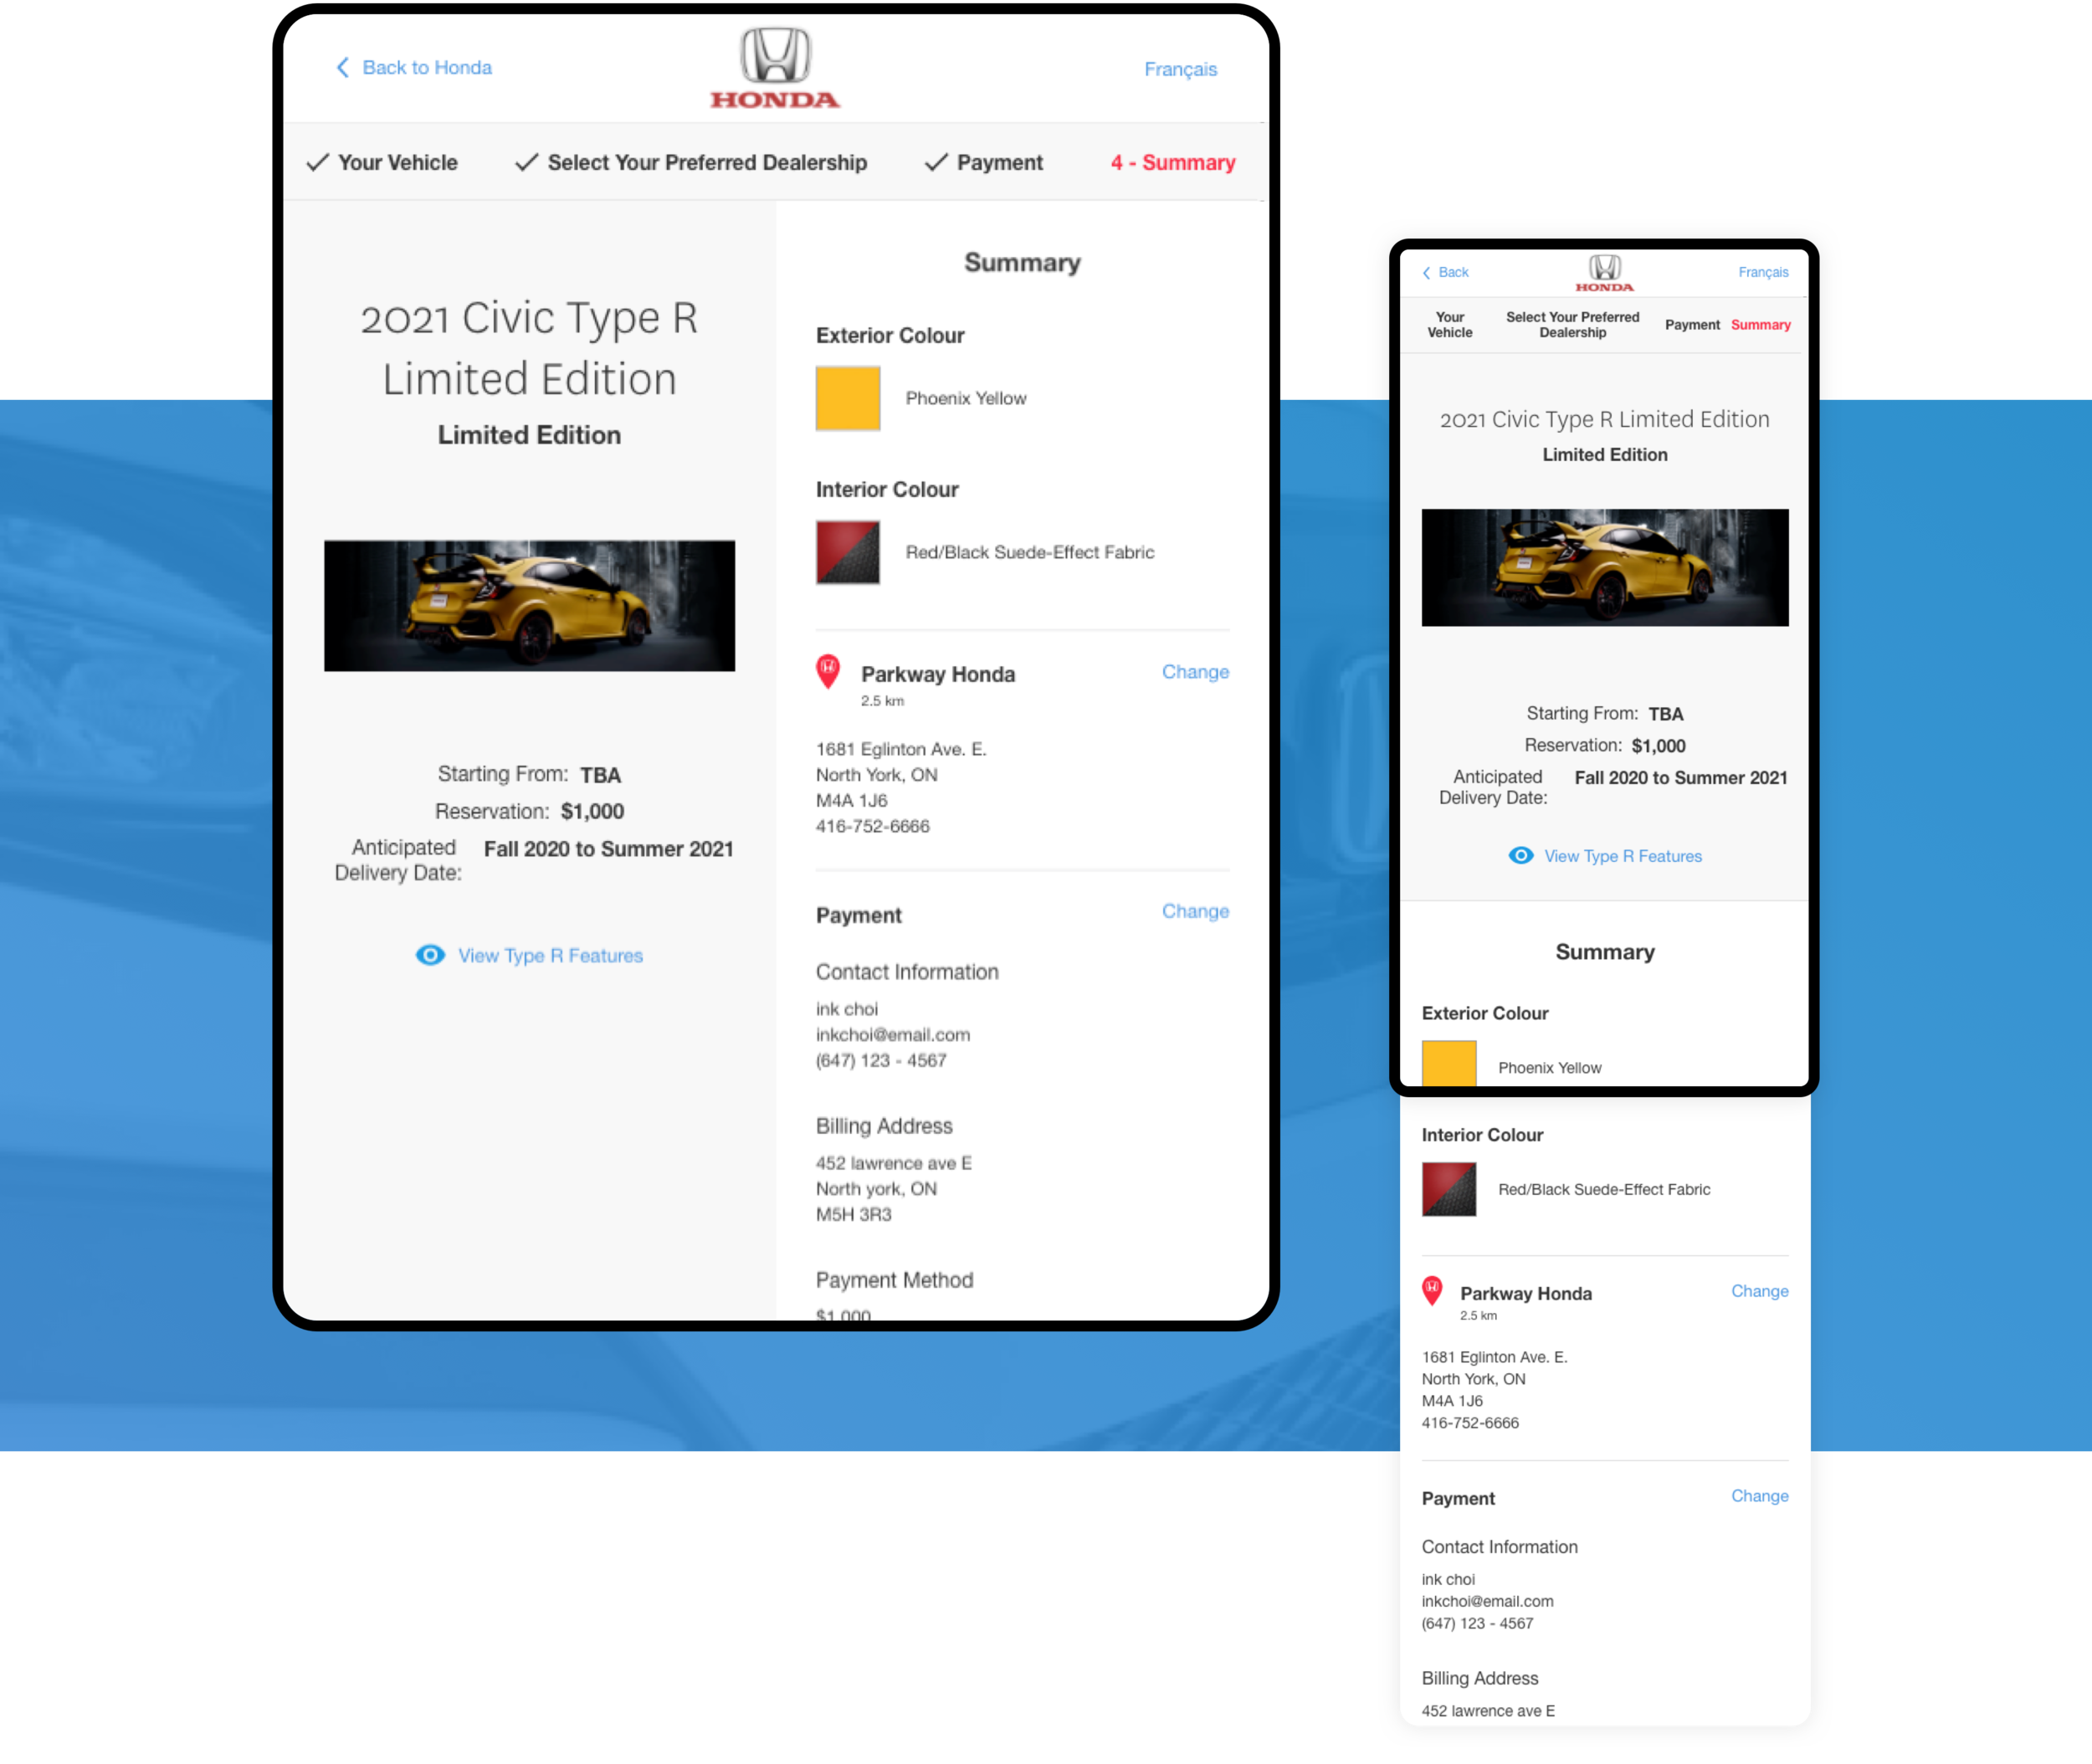 Back to Honda
HONDA
Français
Your Vehicle
Select Your Preferred Dealership
Payment
4 - Summary
2021 Civic Type R
Limited Edition
Limited Edition
Starting From: TBA
Reservation: $1,000
Anticipated Delivery Date: Fall 2020 to Summer 2021
View Type R Features
Summary
Exterior Colour
Phoenix Yellow
Interior Colour
Red/Black Suede-Effect Fabric
Parkway Honda
Change
2.5 km
1681 Eglinton Ave. E.
North York, ON
M4A 1J6
416-752-6666
Payment
Change
Contact Information
ink choi
inkchoi@email.com
(647) 123 - 4567
Billing Address
452 lawrence ave E
North york, ON
M5H 3R3
Payment Method
$1,000
Back
HONDA
Français
Your Vehicle
Select Your Preferred Dealership
Payment
Summary
2021 Civic Type R Limited Edition
Limited Edition
Starting From: TBA
Reservation: $1,000
Anticipated Delivery Date: Fall 2020 to Summer 2021
View Type R Features
Summary
Exterior Colour
Phoenix Yellow
Interior Colour
Red/Black Suede-Effect Fabric
Parkway Honda
Change
2.5 km
1681 Eglinton Ave. E.
North York, ON
M4A 1J6
416-752-6666
Payment
Change
Contact Information
ink choi
inkchoi@email.com
(647) 123 - 4567
Billing Address
452 lawrence ave E